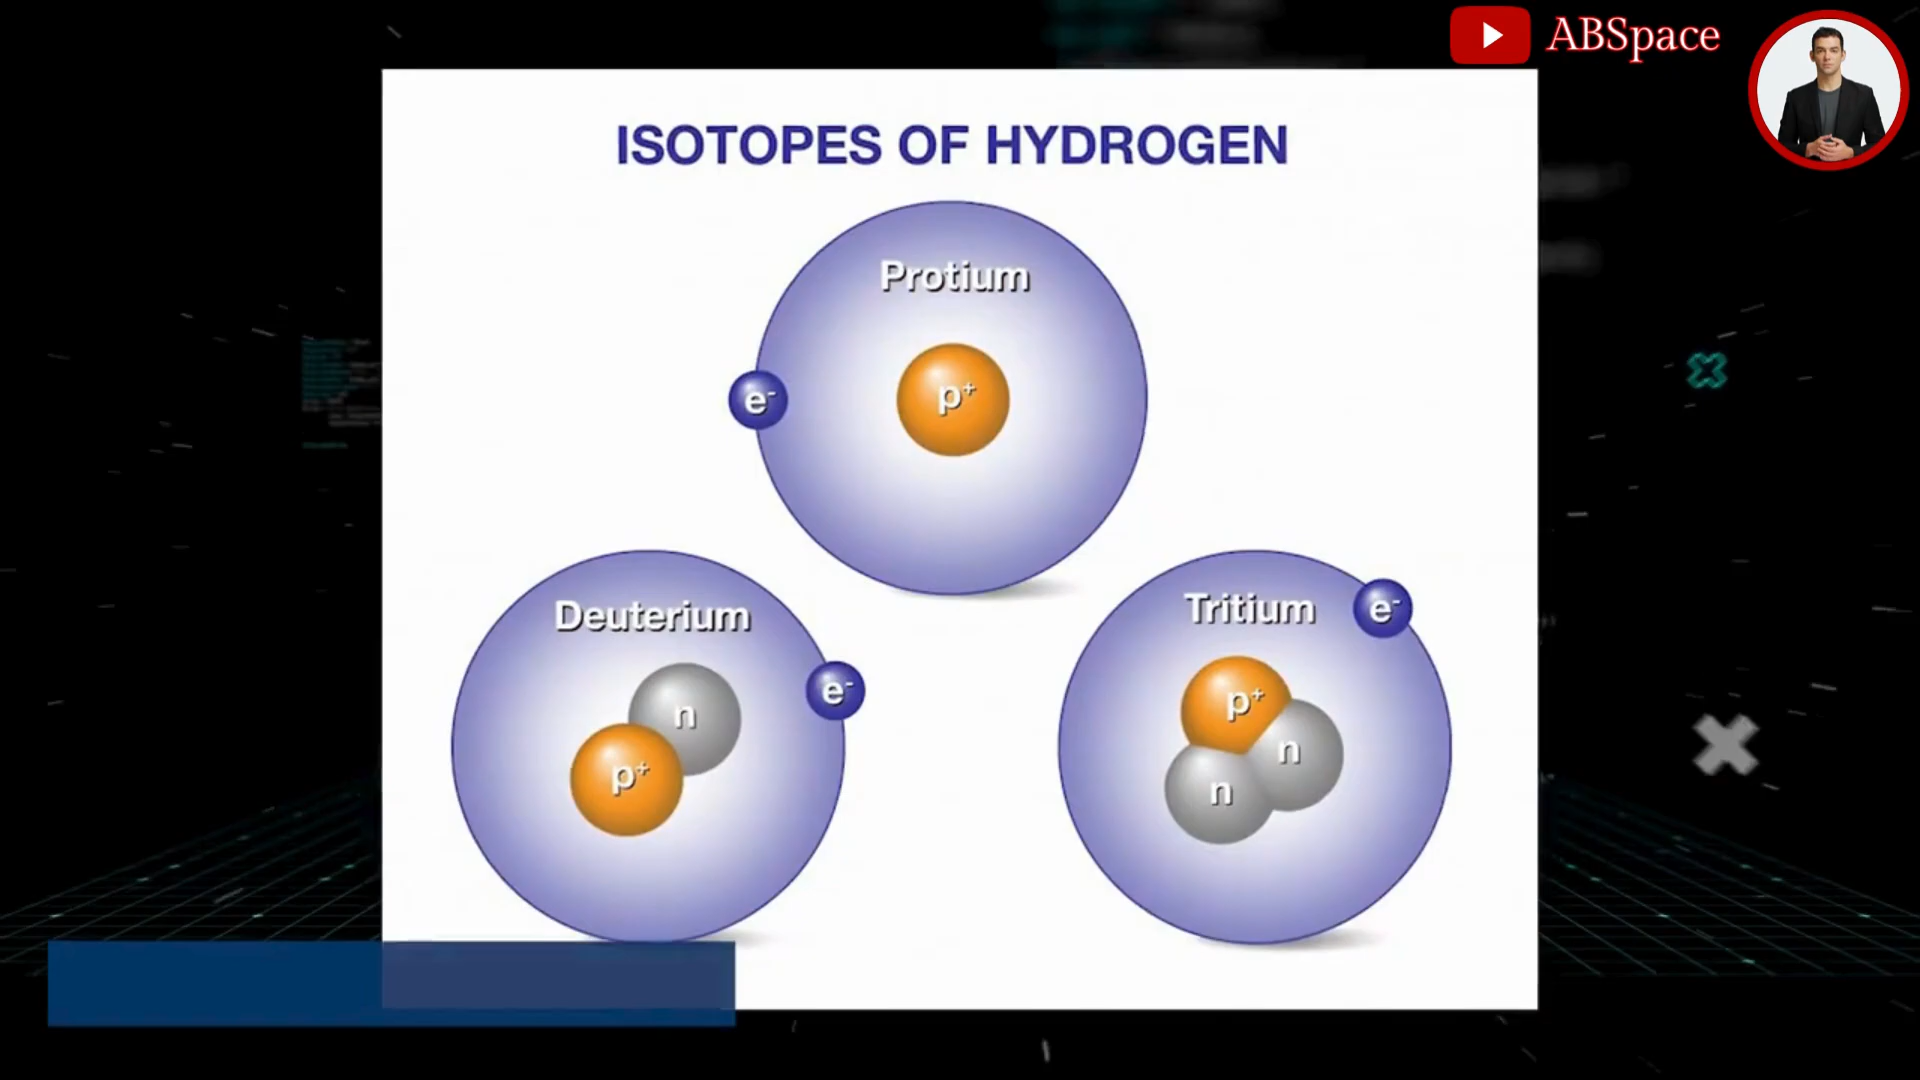 ABSpace
ISOTOPES OF HYDROGEN
Protium
e-
p+
Deuterium
n
e-
p+
Tritium
e-
p+
n
n